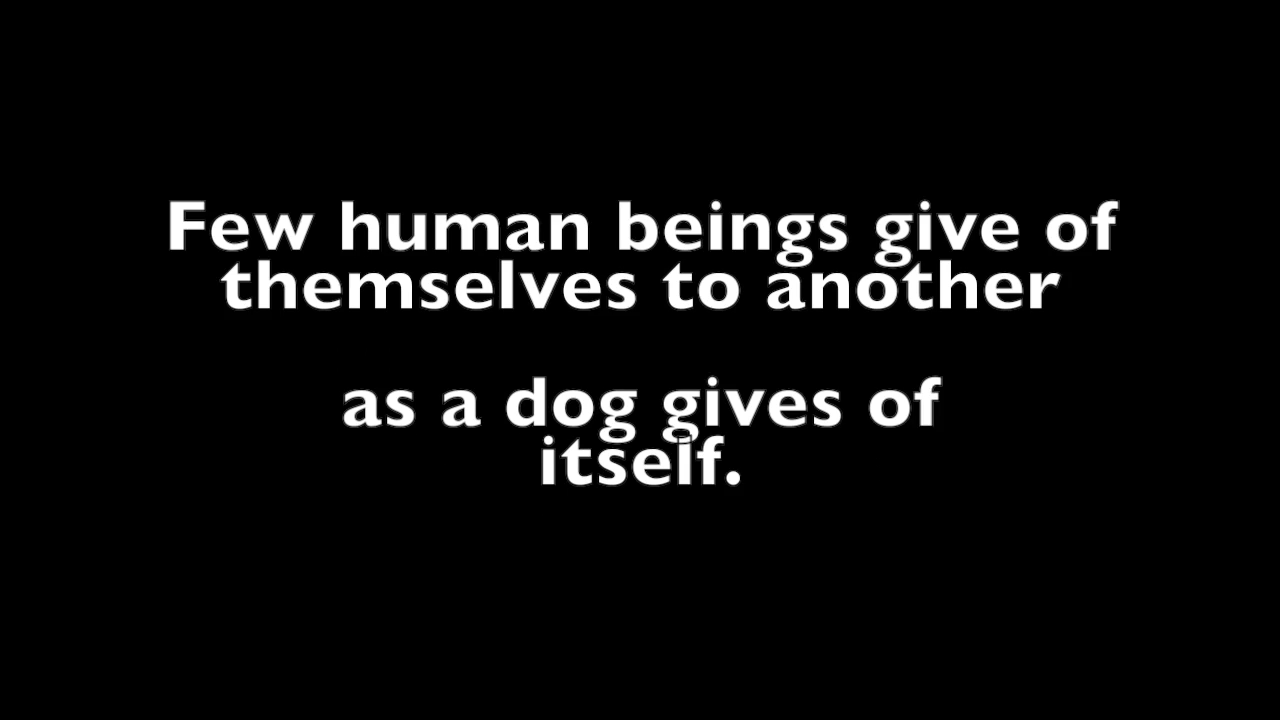 Few human beings give of
themselves to another
as a dog gives of
itself.